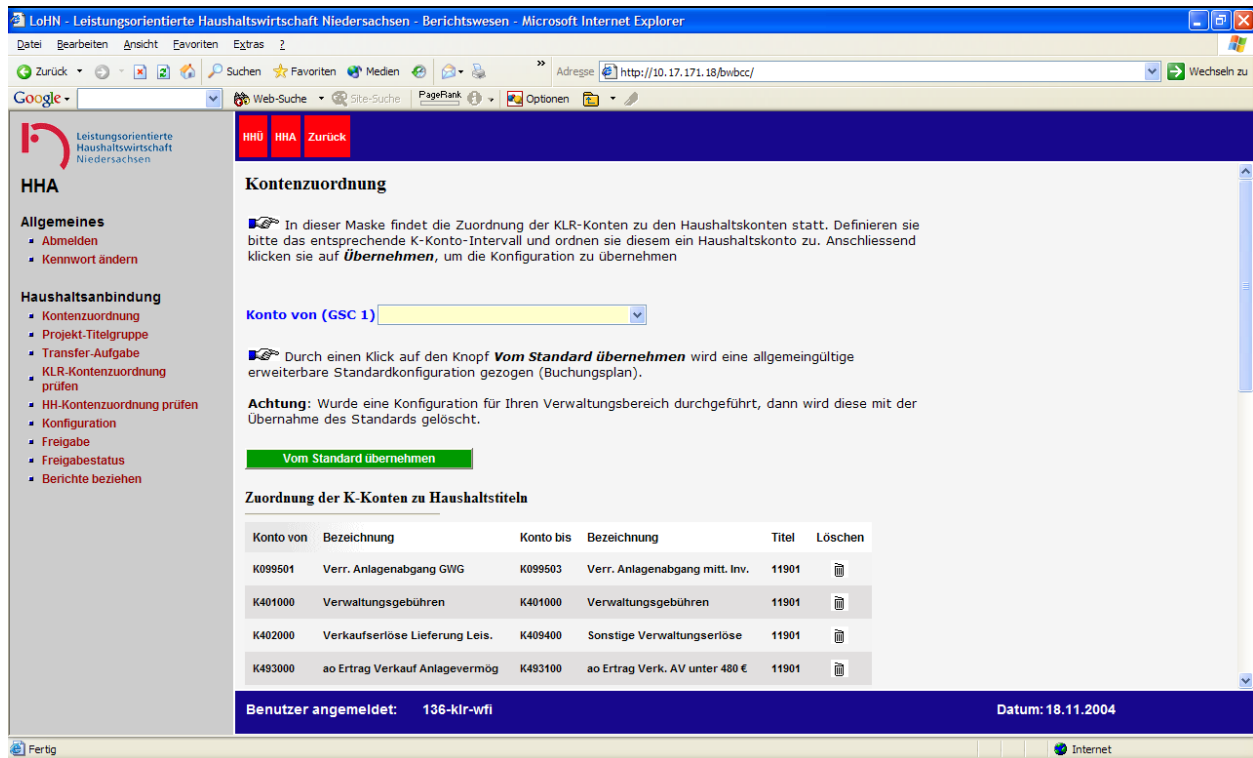 LoHN - Leistungsorientierte Haushaltswirtschaft Niedersachsen - Berichtswesen - Microsoft Internet Explorer
Datei Bearbeiten Ansicht Favoriten Extras ?
Zurück Suchen Favoriten Medien » Adresse http://10.17.171.18/bwbcc/ Wechseln zu
Google Web-Suche Site-Suche PageRank Optionen
Leistungsorientierte
Haushaltswirtschaft
Niedersachsen
HHA
Allgemeines
Abmelden
Kennwort ändern
Haushaltsanbindung
Kontenzuordnung
Projekt-Titelgruppe
Transfer-Aufgabe
KLR-Kontenzuordnung
prüfen
HH-Kontenzuordnung prüfen
Konfiguration
Freigabe
Freigabestatus
Berichte beziehen
HHÜ HHA Zurück
Kontenzuordnung
In dieser Maske findet die Zuordnung der KLR-Konten zu den Haushaltskonten statt. Definieren sie
bitte das entsprechende K-Konto-Intervall und ordnen sie diesem ein Haushaltskonto zu. Anschliessend
klicken sie auf Übernehmen, um die Konfiguration zu übernehmen
Konto von (GSC 1)
Durch einen Klick auf den Knopf Vom Standard übernehmen wird eine allgemeingültige
erweiterbare Standardkonfiguration gezogen (Buchungsplan).
Achtung: Wurde eine Konfiguration für Ihren Verwaltungsbereich durchgeführt, dann wird diese mit der
Übernahme des Standards gelöscht.
Vom Standard übernehmen
Zuordnung der K-Konten zu Haushaltstiteln
Konto von Bezeichnung Konto bis Bezeichnung Titel Löschen
K099501 Verr. Anlagenabgang GWG K099503 Verr. Anlagenabgang mitt. Inv. 11901
K401000 Verwaltungsgebühren K401000 Verwaltungsgebühren 11901
K402000 Verkaufserlöse Lieferung Leis. K409400 Sonstige Verwaltungserlöse 11901
K493000 ao Ertrag Verkauf Anlagevermög K493100 ao Ertrag Verk. AV unter 480 € 11901
Benutzer angemeldet: 136-klr-wfi Datum: 18.11.2004
Fertig Internet